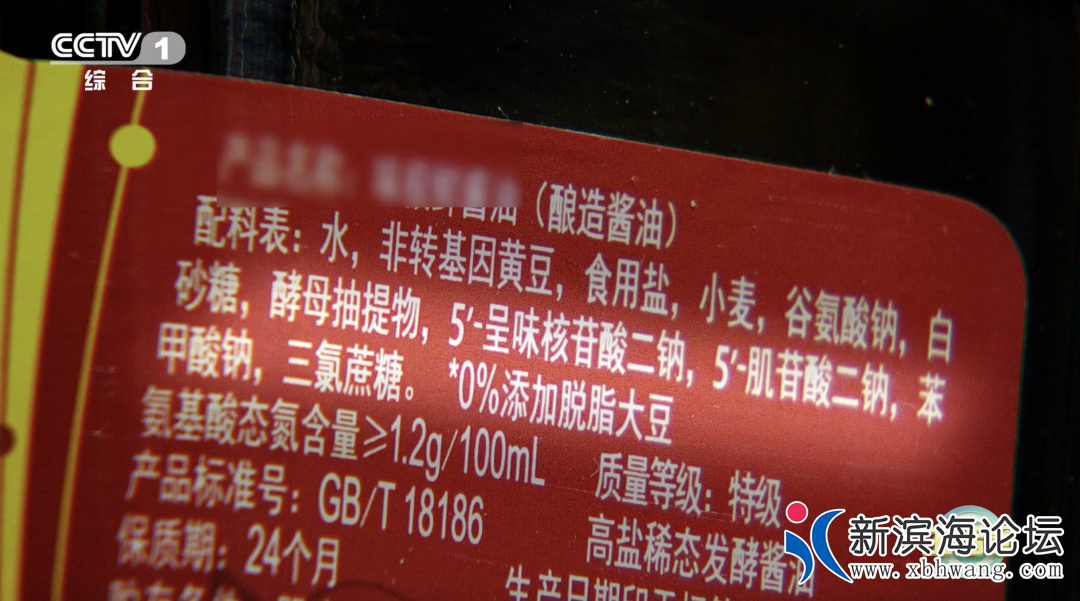 CCTV 1
综合
酱油（酿造酱油）
配料表：水，非转基因黄豆，食用盐，小麦，谷氨酸钠，白
砂糖，酵母抽提物，5′-呈味核苷酸二钠，5′-肌苷酸二钠，苯
甲酸钠，三氯蔗糖。 *0%添加脱脂大豆
氨基酸态氮含量≥1.2g/100mL 质量等级：特级
产品标准号：GB/T 18186 高盐稀态发酵酱油
保质期：24个月
新滨海论坛
www.xbhwang.com